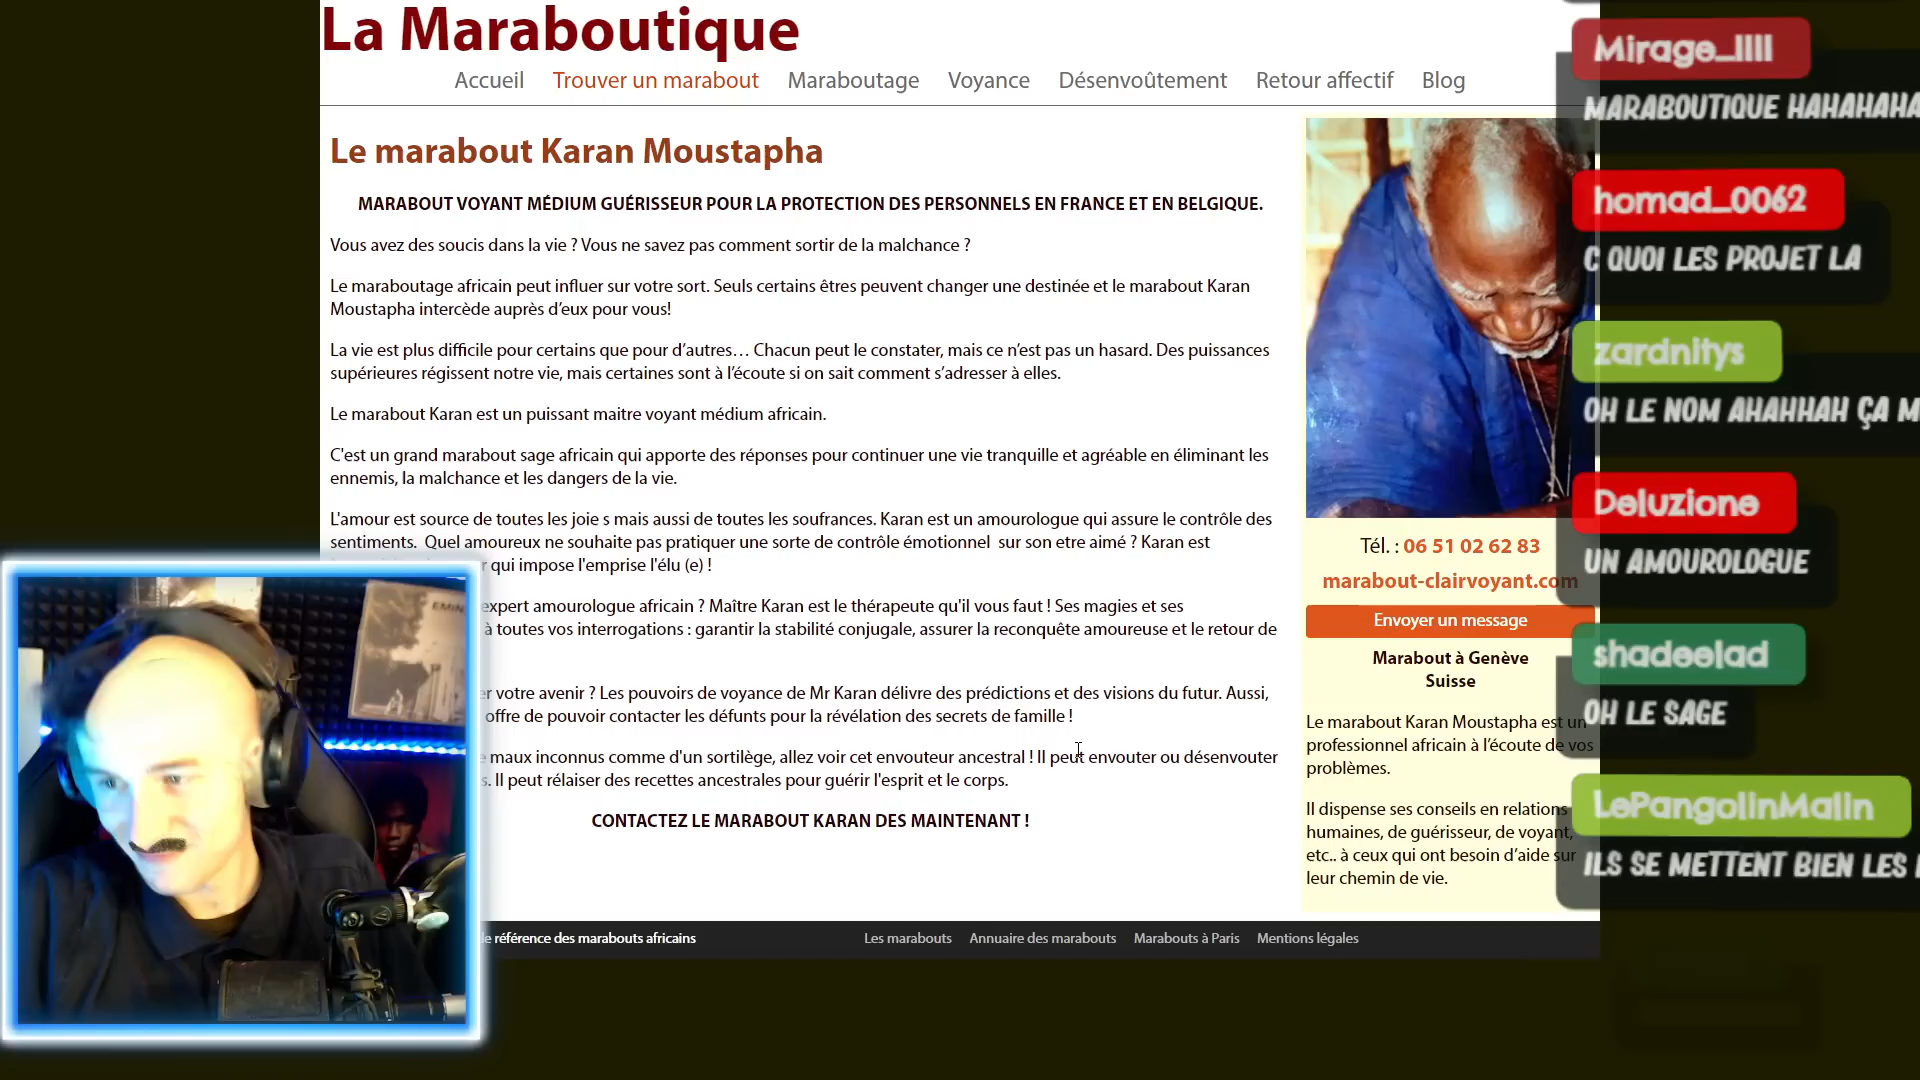 La Maraboutique
Accueil Trouver un marabout Maraboutage Voyance Désenvoûtement Retour affectif Blog
Le marabout Karan Moustapha
MARABOUT VOYANT MÉDIUM GUÉRISSEUR POUR LA PROTECTION DES PERSONNELS EN FRANCE ET EN BELGIQUE.
Vous avez des soucis dans la vie ? Vous ne savez pas comment sortir de la malchance ?
Le maraboutage africain peut influer sur votre sort. Seuls certains êtres peuvent changer une destinée et le marabout Karan
Moustapha intercède auprès d’eux pour vous!
La vie est plus difficile pour certains que pour d’autres… Chacun peut le constater, mais ce n’est pas un hasard. Des puissances
supérieures régissent notre vie, mais certaines sont à l’écoute si on sait comment s’adresser à elles.
Le marabout Karan est un puissant maitre voyant médium africain.
C'est un grand marabout sage africain qui apporte des réponses pour continuer une vie tranquille et agréable en éliminant les
ennemis, la malchance et les dangers de la vie.
L'amour est source de toutes les joie s mais aussi de toutes les soufrances. Karan est un amourologue qui assure le contrôle des
sentiments. Quel amoureux ne souhaite pas pratiquer une sorte de contrôle émotionnel sur son etre aimé ? Karan est
qui impose l'emprise l'élu (e) !
expert amourologue africain ? Maître Karan est le thérapeute qu'il vous faut ! Ses magies et ses
à toutes vos interrogations : garantir la stabilité conjugale, assurer la reconquête amoureuse et le retour de
votre avenir ? Les pouvoirs de voyance de Mr Karan délivre des prédictions et des visions du futur. Aussi,
offre de pouvoir contacter les défunts pour la révélation des secrets de famille !
maux inconnus comme d'un sortilège, allez voir cet envouteur ancestral ! Il peut envouter ou désenvouter
s. Il peut rélaiser des recettes ancestrales pour guérir l'esprit et le corps.
CONTACTEZ LE MARABOUT KARAN DES MAINTENANT !
Tél. : 06 51 02 62 83
marabout-clairvoyant.com
Envoyer un message
Marabout à Genève
Suisse
Le marabout Karan Moustapha est un
professionnel africain à l’écoute de vos
problèmes.
Il dispense ses conseils en relations
humaines, de guérisseur, de voyant,
etc.. à ceux qui ont besoin d’aide sur
leur chemin de vie.
référence des marabouts africains
Les marabouts Annuaire des marabouts Marabouts à Paris Mentions légales
Mirage_llll
MARABOUTIQUE HAHAHAHA
homad_0062
C QUOI LES PROJET LA
zardnitys
OH LE NOM AHAHHAH ÇA M
Deluzione
UN AMOUROLOGUE
shadeelad
OH LE SAGE
LePangolinMalin
ILS SE METTENT BIEN LES
EMIN